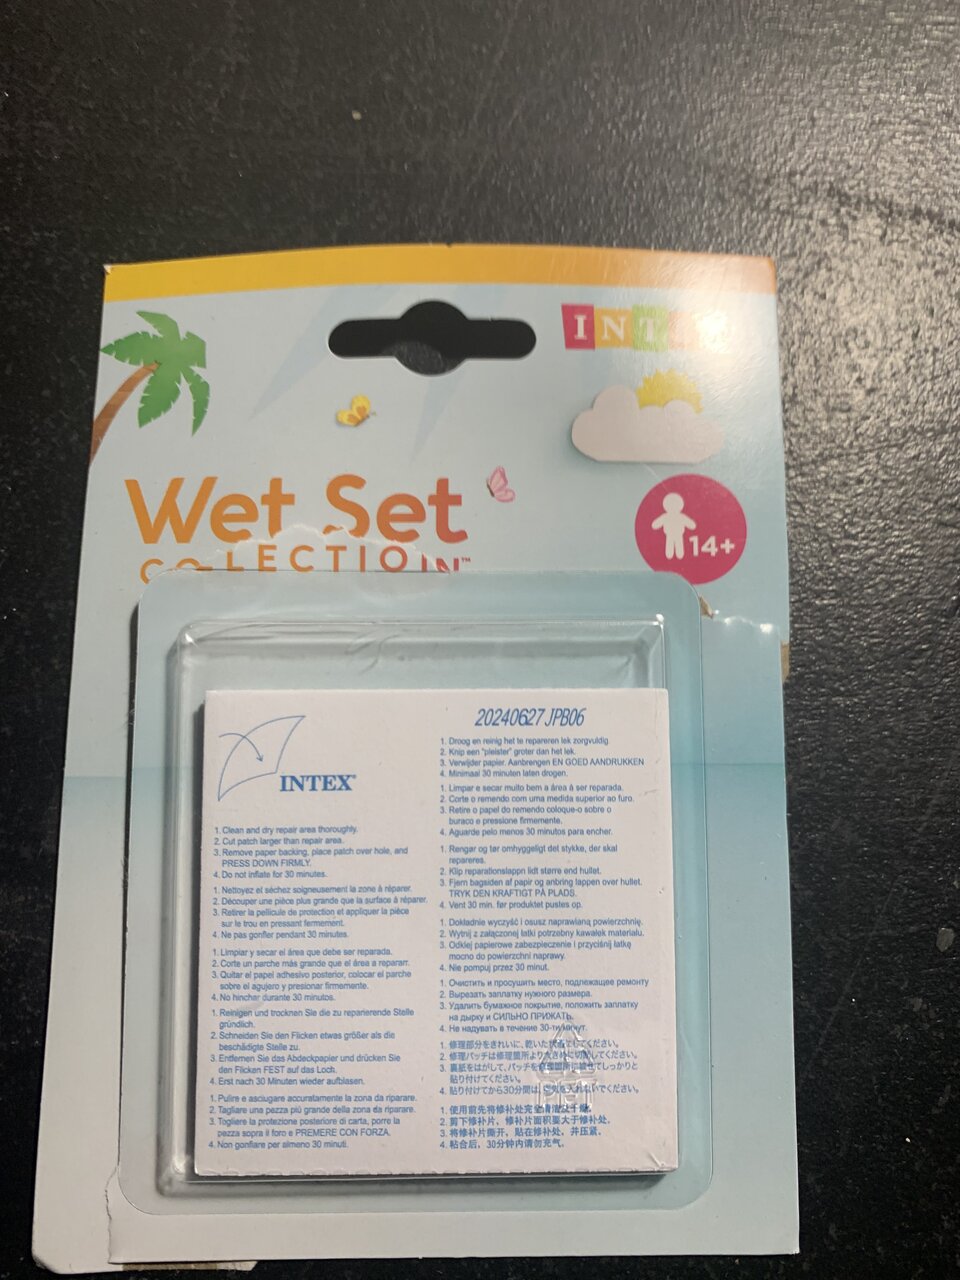 INT
Wet Set
COLLECTION™
14+
20240627 JPB06
INTEX®
1. Clean and dry repair area thoroughly.
2. Cut patch larger than repair area.
3. Remove paper backing, place patch over hole, and
PRESS DOWN FIRMLY.
4. Do not inflate for 30 minutes.
1. Nettoyez et séchez soigneusement la zone à réparer.
2. Découper une pièce plus grande que la surface à réparer.
3. Retirer la pellicule de protection et appliquer la pièce
sur le trou en pressant fermement.
4. Ne pas gonfler pendant 30 minutes.
1. Limpiar y secar el área que debe ser reparada.
2. Corte un parche más grande que el área a repararr.
3. Quitar el papel adhesivo posterior, colocar el parche
sobre el agujero y presionar firmemente.
4. No hinchar durante 30 minutos.
1. Reinigen und trocknen Sie die zu reparierende Stelle
gründlich.
2. Schneiden Sie den Flicken etwas größer als die
beschädigte Stelle zu.
3. Entfernen Sie das Abdeckpapier und drücken Sie
den Flicken FEST auf das Loch.
4. Erst nach 30 Minuten wieder aufblasen.
1. Pulire e asciugare accuratamente la zona da riparare.
2. Tagliare una pezza più grande della zona da riparare.
3. Togliere la protezione posteriore di carta, porre la
pezza sopra il foro e PREMERE CON FORZA.
4. Non gonfiare per almeno 30 minuti.
1. Droog en reinig het te repareren lek zorgvuldig.
2. Knip een "pleister" groter dan het lek.
3. Verwijder papier. Aanbrengen EN GOED AANDRUKKEN
4. Minimaal 30 minuten laten drogen.
1. Limpar e secar muito bem a área à ser reparada.
2. Corte o remendo com uma medida superior ao furo.
3. Retire o papel do remendo coloque-o sobre o
buraco e pressione firmemente.
4. Aguarde pelo menos 30 minutos para encher.
1. Rengør og tør omhyggeligt det stykke, der skal
repareres.
2. Klip reparationslappn lidt større end hullet.
3. Fjern bagsiden af papir og anbring lappen over hullet.
TRYK DEN KRAFTIGT PÅ PLADS.
4. Vent 30 min. før produktet pustes op.
1. Dokładnie wyczyść i osusz naprawianą powierzchnię.
2. Wytnij z załączonej łatki potrzebny kawałek materiału.
3. Odklej papierowe zabezpieczenie i przyciśnij łatkę
mocno do powierzchni naprawy.
4. Nie pompuj przez 30 minut.
1. Очистить и просушить место, подлежащее ремонту
2. Вырезать заплатку нужного размера.
3. Удалить бумажное покрытие, положить заплатку
на дырку и СИЛЬНО ПРИЖАТЬ.
4. Не надувать в течение 30-ти минут.
1. 修理部分をきれいに、乾いた状態にしてください。
2. 修理パッチは修理箇所より大きめに切断してください。
3. 裏紙をはがして、パッチを修理箇所に被せてしっかりと
貼り付けてください。
4. 貼り付けてから30分間は、空気を入れないでください。
1. 使用前先将修补处完全清洁及干燥。
2. 剪下修补片，修补片面积要大于修补处。
3. 将修补片撕开，贴在修补处，并压紧。
4. 粘合后，30分钟内请勿充气。
PET